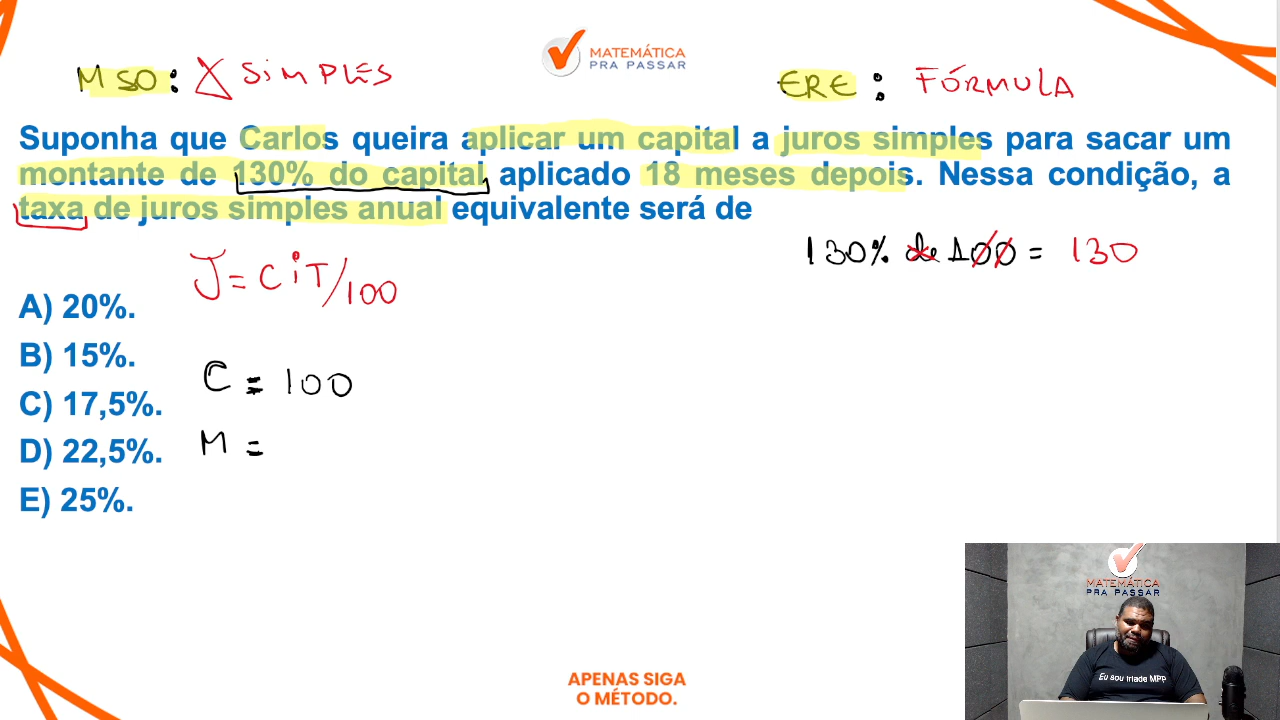 MATEMÁTICA
PRA PASSAR
MSO: SIMPLES
ERE: FÓRMULA
Suponha que Carlos queira aplicar um capital a juros simples para sacar um
montante de 130% do capital aplicado 18 meses depois. Nessa condição, a
taxa de juros simples anual equivalente será de
130% de 100 = 130
J = CiT/100
A) 20%.
B) 15%.
C) 17,5%.
D) 22,5%.
E) 25%.
C = 100
M =
MATEMÁTICA
PRA PASSAR
Eu sou tríade MPP
APENAS SIGA
O MÉTODO.